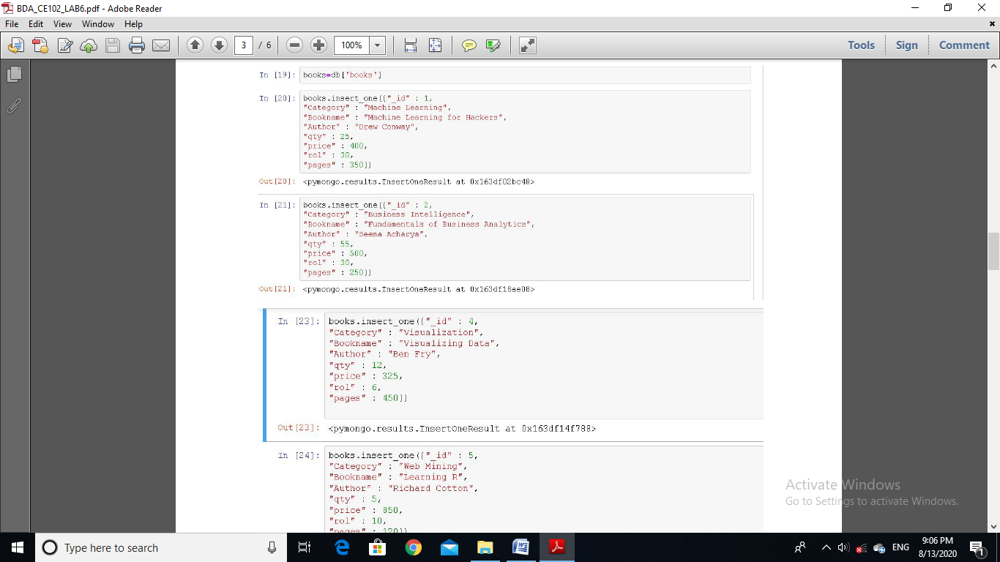 BDA_CE102_LAB6.pdf - Adobe Reader
File Edit View Window Help
3 / 6 100% Tools Sign Comment
In [19]: books=db['books']
In [20]: books.insert_one({"_id" : 1,
"Category" : "Machine Learning",
"Bookname" : "Machine Learning for Hackers",
"Author" : "Drew Conway",
"qty" : 25,
"price" : 400,
"rol" : 30,
"pages" : 350})
Out[20]: <pymongo.results.InsertOneResult at 0x163df02bc48>
In [21]: books.insert_one({"_id" : 2,
"Category" : "Business Intelligence",
"Bookname" : "Fundamentals of Business Analytics",
"Author" : "Seema Acharya",
"qty" : 55,
"price" : 500,
"rol" : 30,
"pages" : 250})
Out[21]: <pymongo.results.InsertOneResult at 0x163df18ae08>
In [23]: books.insert_one({"_id" : 4,
"Category" : "Visualization",
"Bookname" : "Visualizing Data",
"Author" : "Ben Fry",
"qty" : 12,
"price" : 325,
"rol" : 6,
"pages" : 450})
Out[23]: <pymongo.results.InsertOneResult at 0x163df14f788>
In [24]: books.insert_one({"_id" : 5,
"Category" : "Web Mining",
"Bookname" : "Learning R",
"Author" : "Richard Cotton",
"qty" : 5,
"price" : 850,
"rol" : 10,
"pages" : 120})
Activate Windows
Go to Settings to activate Windows.
Type here to search
ENG
9:06 PM
8/13/2020
1